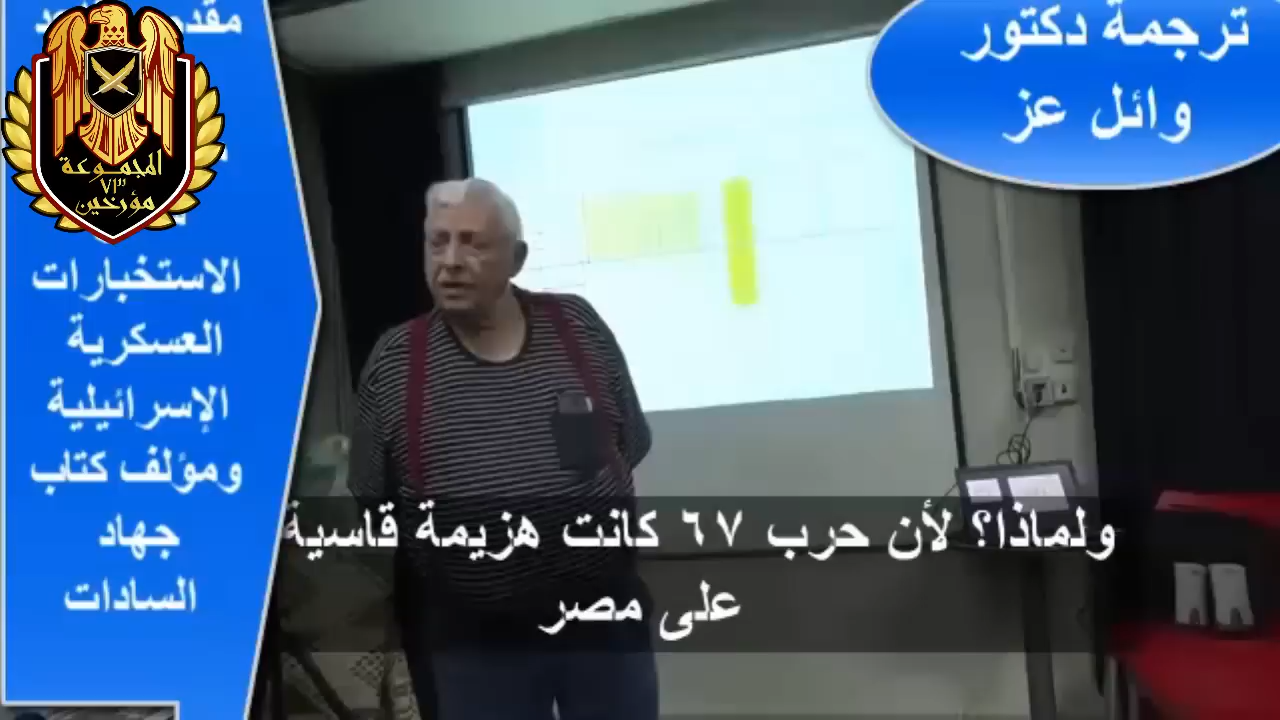 ترجمة دكتور
وائل عز
المجموعة
مؤرخين
الاستخبارات
العسكرية
الإسرائيلية
ومؤلف كتاب
جهاد
السادات
ولماذا؟ لأن حرب ٦٧ كانت هزيمة قاسية
على مصر